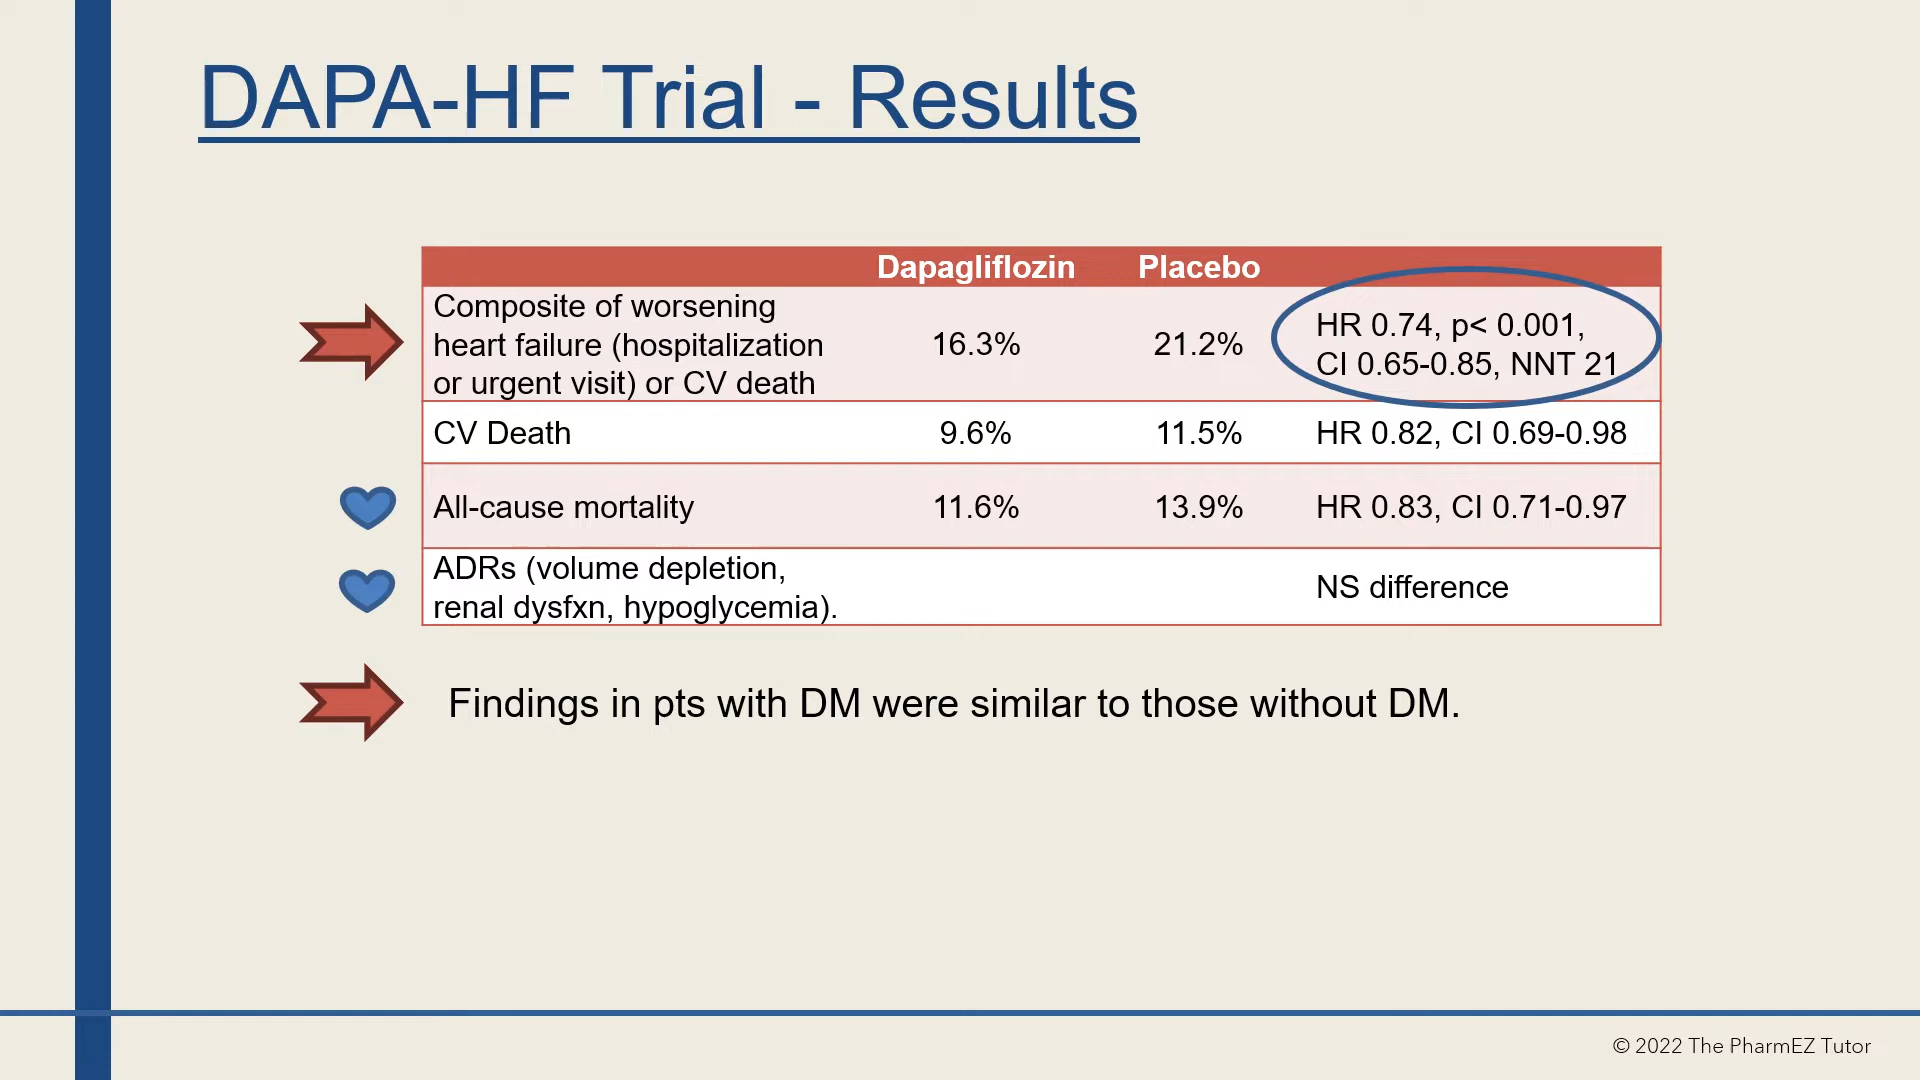 DAPA-HF Trial - Results
Dapagliflozin Placebo
Composite of worsening
heart failure (hospitalization
or urgent visit) or CV death
16.3%
21.2%
HR 0.74, p< 0.001,
CI 0.65-0.85, NNT 21
CV Death 9.6% 11.5% HR 0.82, CI 0.69-0.98
All-cause mortality 11.6% 13.9% HR 0.83, CI 0.71-0.97
ADRs (volume depletion,
renal dysfxn, hypoglycemia).
NS difference
Findings in pts with DM were similar to those without DM.
© 2022 The PharmEZ Tutor